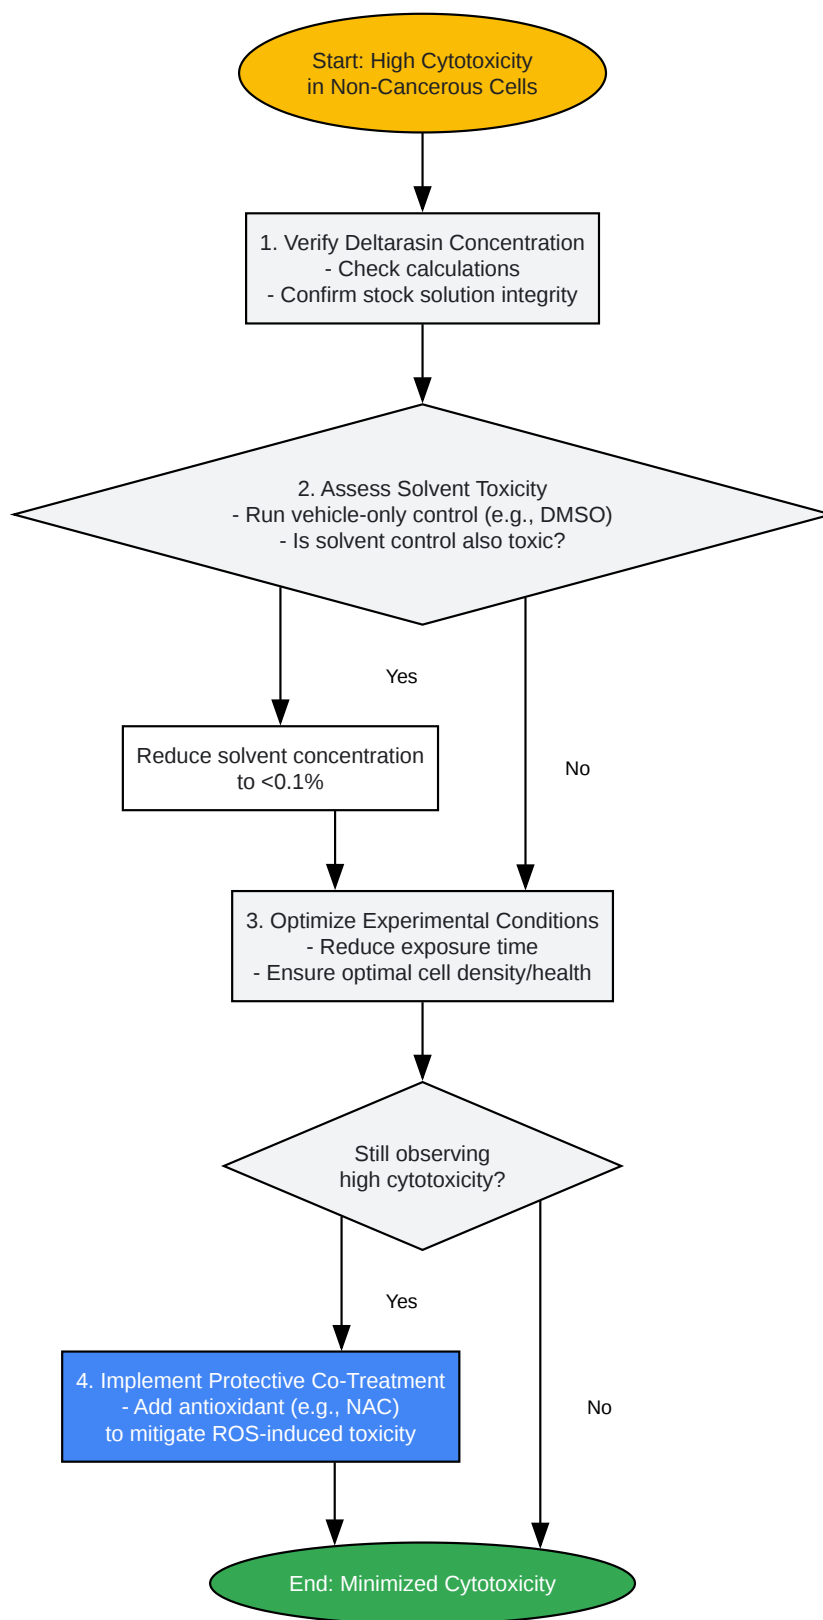 Start: High Cytotoxicity
in Non-Cancerous Cells
1. Verify Deltarasin Concentration
- Check calculations
- Confirm stock solution integrity
2. Assess Solvent Toxicity
- Run vehicle-only control (e.g., DMSO)
- Is solvent control also toxic?
Yes
Reduce solvent concentration
to <0.1%
No
3. Optimize Experimental Conditions
- Reduce exposure time
- Ensure optimal cell density/health
Still observing
high cytotoxicity?
Yes
4. Implement Protective Co-Treatment
- Add antioxidant (e.g., NAC)
to mitigate ROS-induced toxicity
No
End: Minimized Cytotoxicity